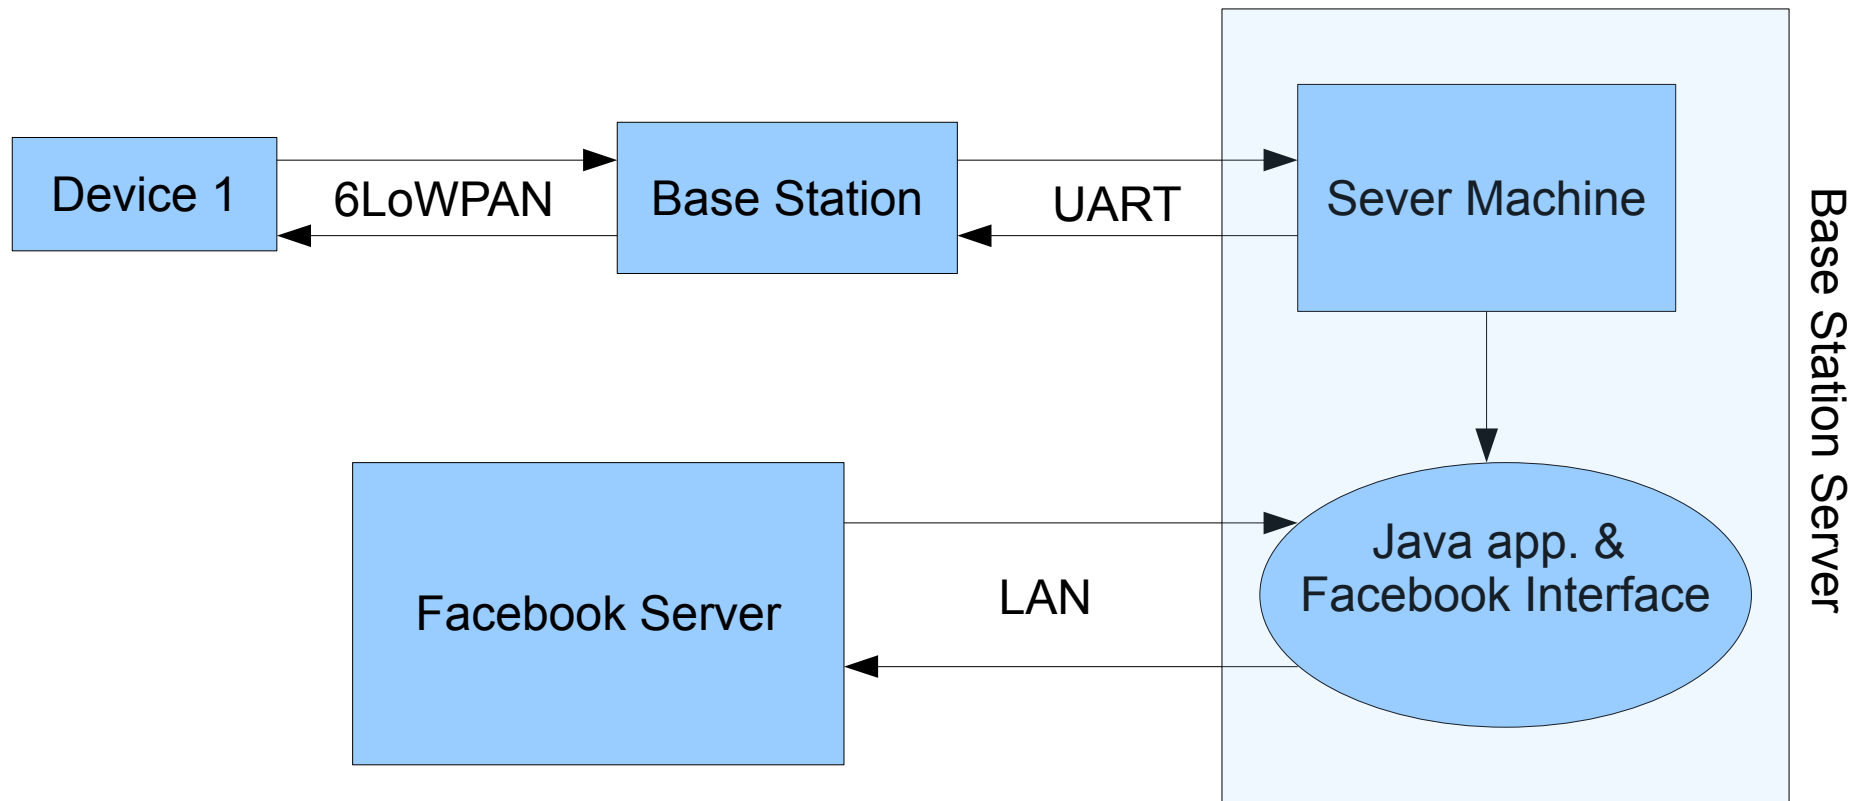 Device 1
6LoWPAN
Base Station
UART
Sever Machine
Base Station Server
Java app. &
Facebook Interface
LAN
Facebook Server